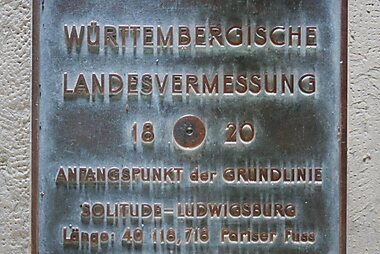 WÜRTTEMBERGISCHE
LANDESVERMESSUNG
18 20
ANFANGSPUNKT der GRUNDLINIE
SOLITUDE-LUDWIGSBURG
Länge: 40 118,718 Pariser Fuss